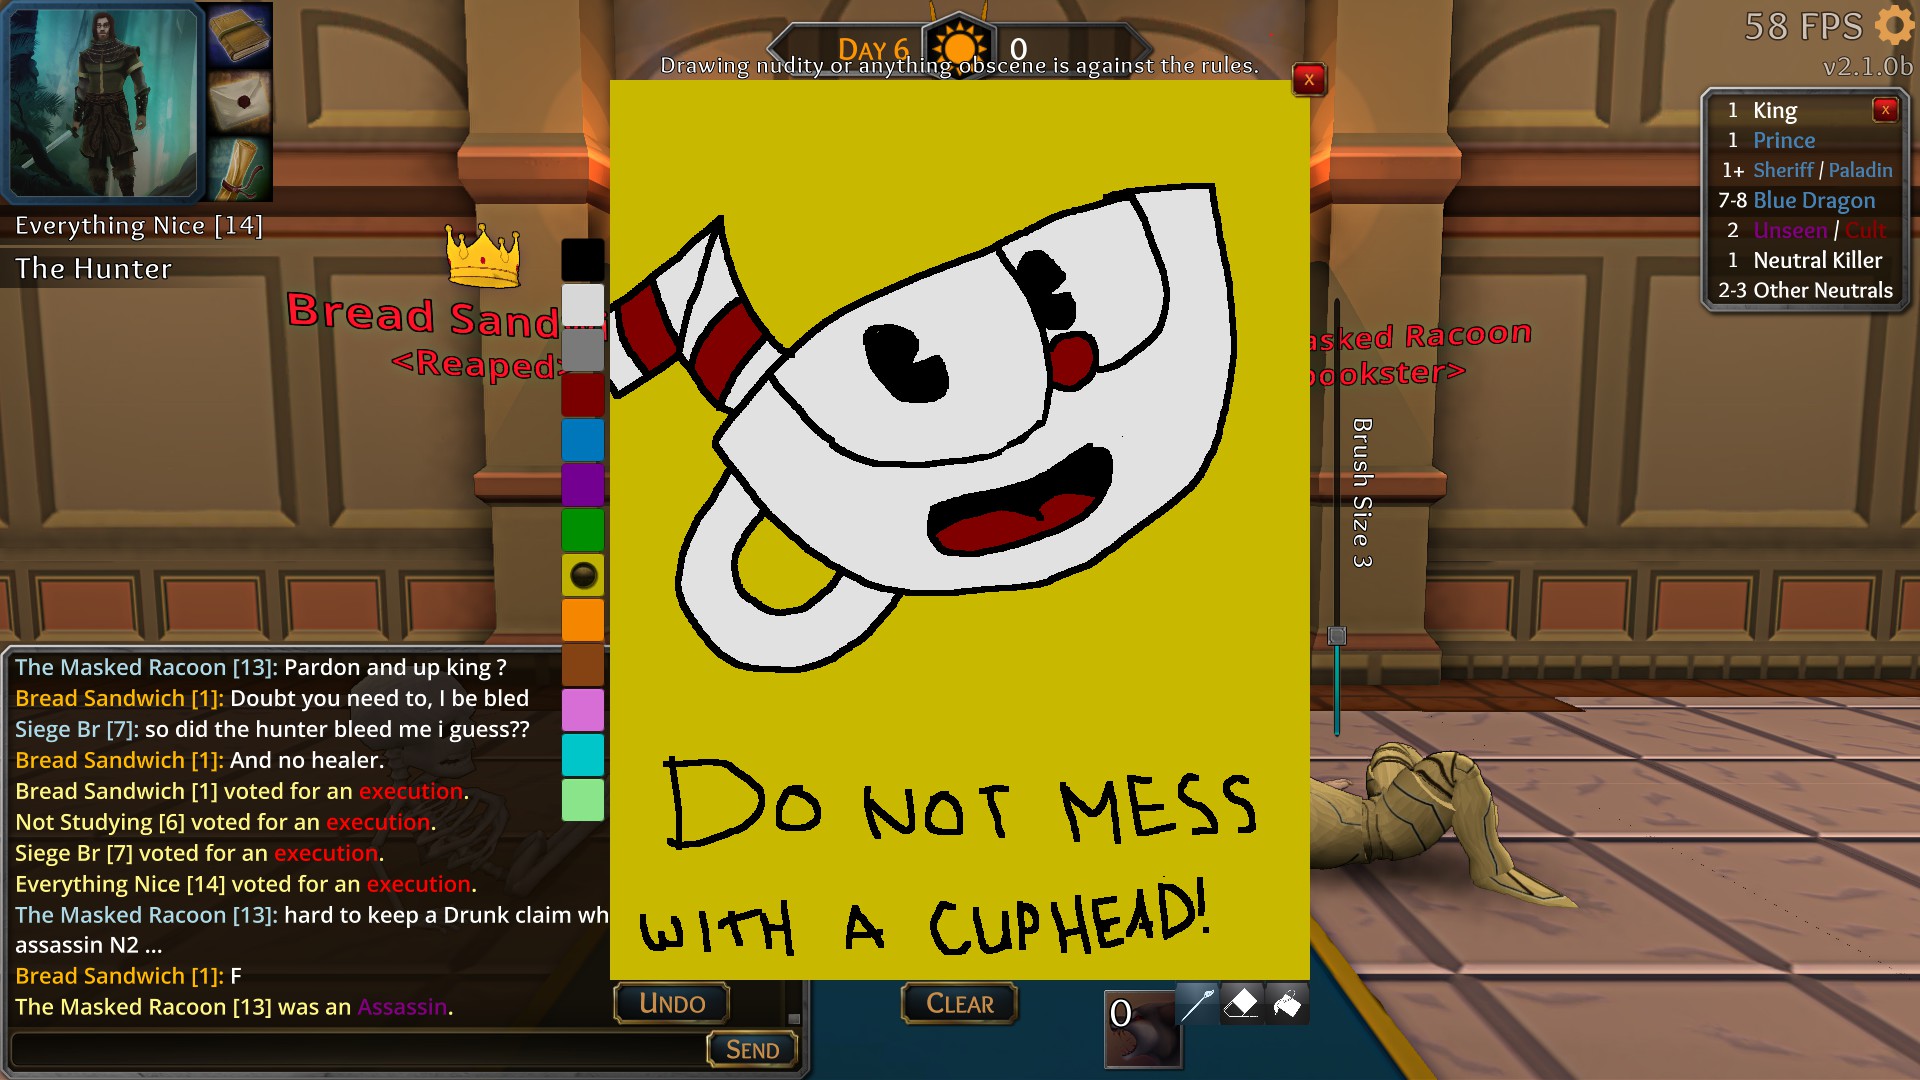 58 FPS
v2.1.0b
DAY 6
0
Drawing nudity or anything obscene is against the rules.
x
1 King
x
1 Prince
1+ Sheriff / Paladin
7-8 Blue Dragon
2 Unseen / Cult
1 Neutral Killer
2-3 Other Neutrals
Everything Nice [14]
The Hunter
Bread Sand
<Reaped>
asked Racoon
ookster>
Brush Size 3
DO NOT MESS
WITH A CUPHEAD!
The Masked Racoon [13]: Pardon and up king ?
Bread Sandwich [1]: Doubt you need to, I be bled
Siege Br [7]: so did the hunter bleed me i guess??
Bread Sandwich [1]: And no healer.
Bread Sandwich [1] voted for an execution.
Not Studying [6] voted for an execution.
Siege Br [7] voted for an execution.
Everything Nice [14] voted for an execution.
The Masked Racoon [13]: hard to keep a Drunk claim wh
assassin N2 ...
Bread Sandwich [1]: F
The Masked Racoon [13] was an Assassin.
SEND
UNDO
CLEAR
0